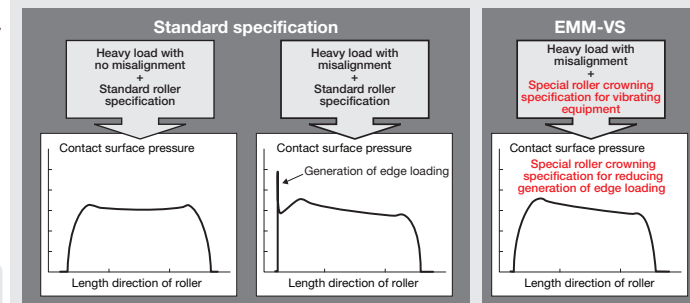 Standard specification
Heavy load with
no misalignment
+
Standard roller
specification
Contact surface pressure
Length direction of roller
Heavy load with
misalignment
+
Standard roller
specification
Contact surface pressure
Generation of edge loading
Length direction of roller
EMM-VS
Heavy load with
misalignment
+
Special roller crowning
specification for vibrating
equipment
Contact surface pressure
Special roller crowning
specification for reducing
generation of edge loading
Length direction of roller